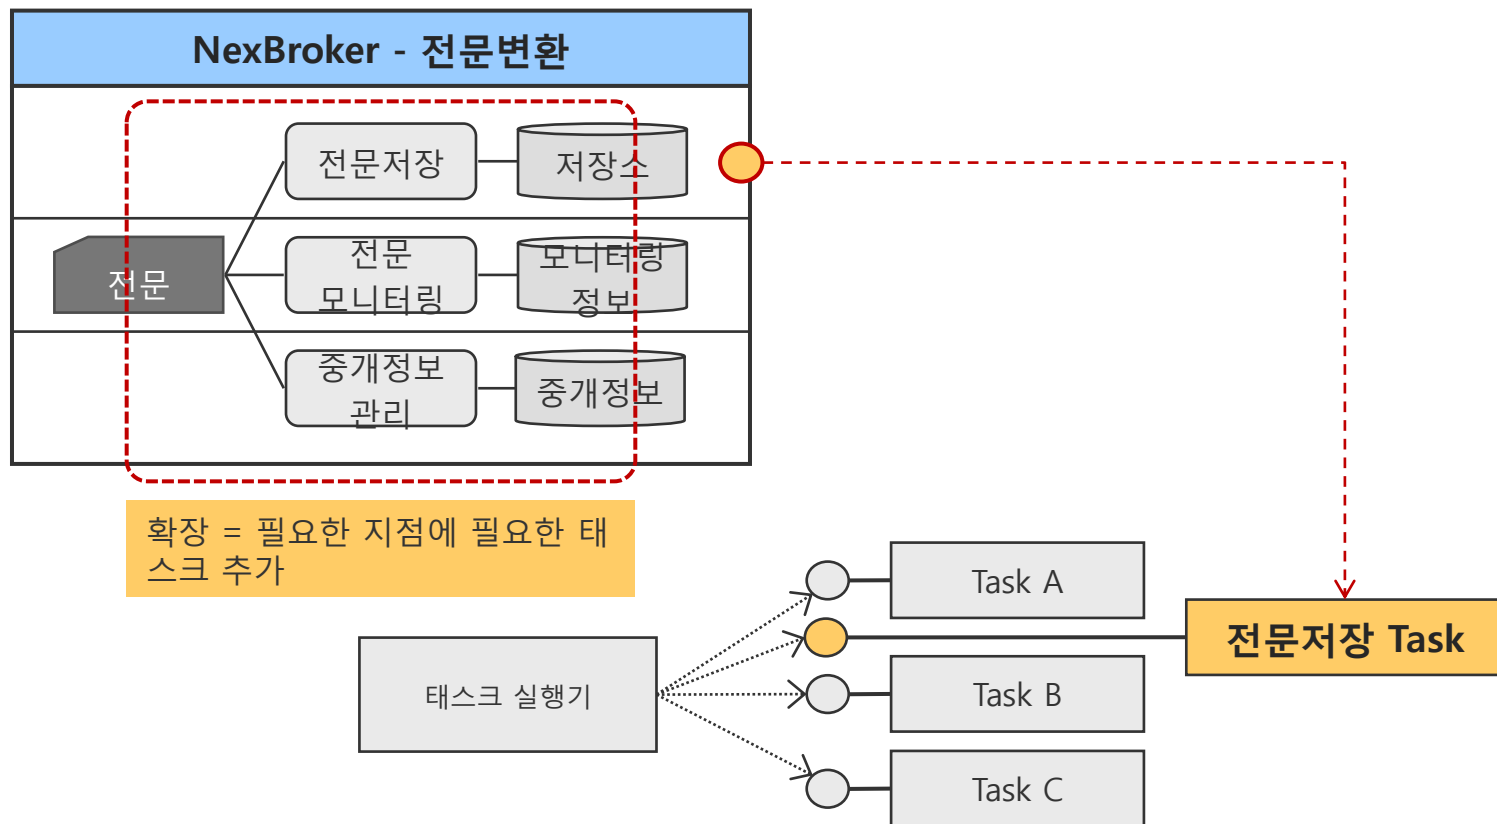 NexBroker - 전문변환
전문저장
저장소
전문
전문
모니터링
모니터링
정보
중개정보
관리
중개정보
확장 = 필요한 지점에 필요한 태
스크 추가
Task A
전문저장 Task
태스크 실행기
Task B
Task C